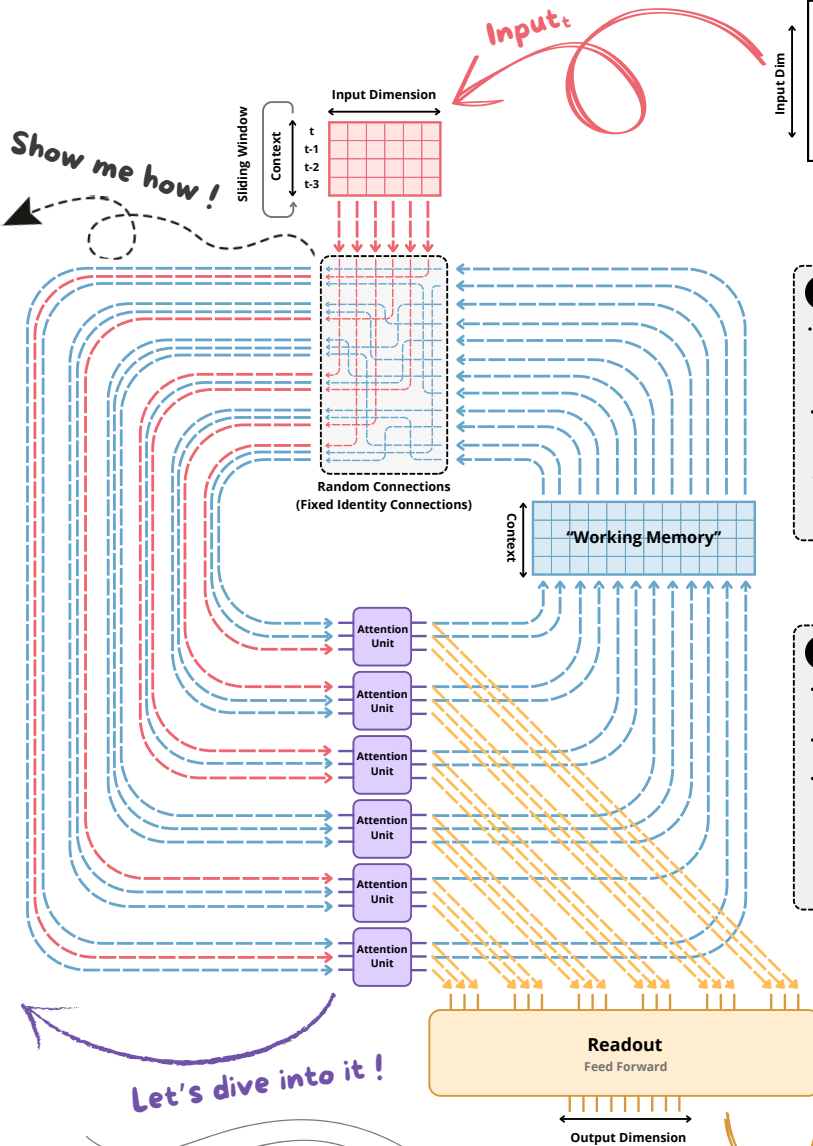 Input t
Input Dim
Input Dimension
Sliding Window
Context
t
t-1
t-2
t-3
Show me how !
Random Connections
(Fixed Identity Connections)
Context
“Working Memory”
Attention
Unit
Attention
Unit
Attention
Unit
Attention
Unit
Attention
Unit
Attention
Unit
Let's dive into it !
Readout
Feed Forward
Output Dimension